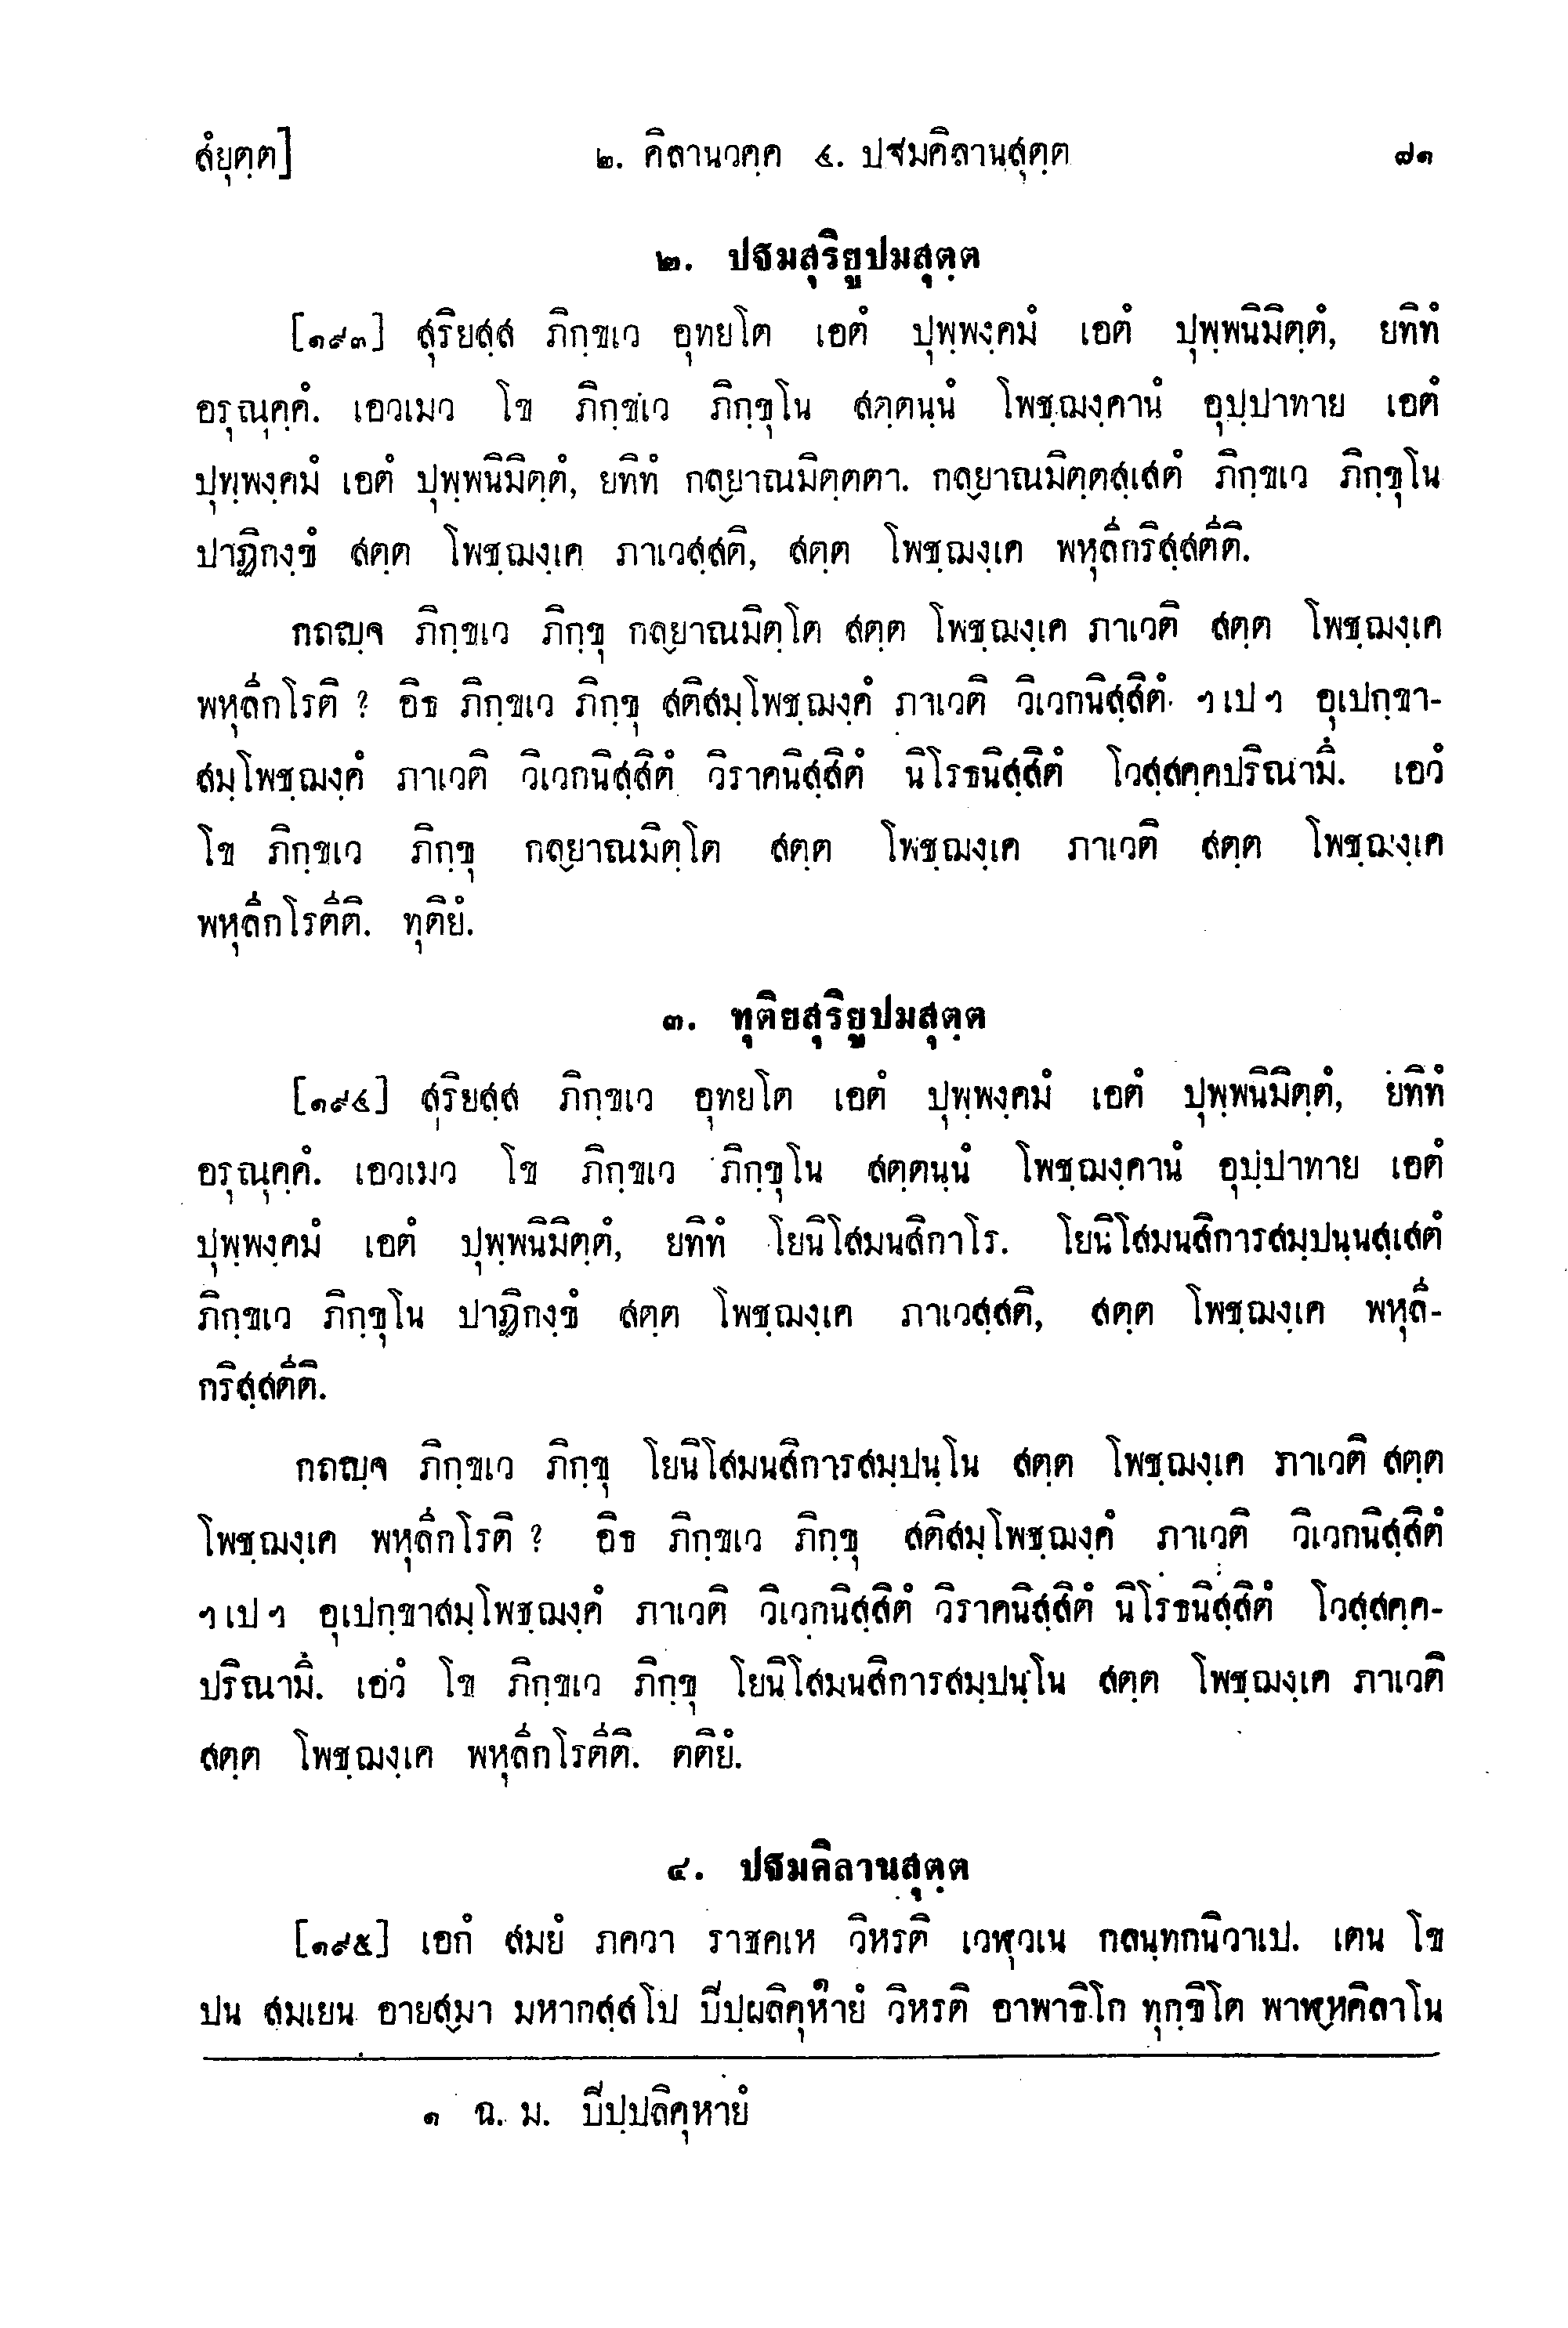 สํยุตฺต] ๒. คิลานวคฺค ๔. ปฐมคิลานสุตฺต ๗๑
๒. ปฐมสุริยูปมสุตฺต
[๑๙๓] สุริยสฺส ภิกฺขเว อุทยโต เอตํ ปุพฺพงฺคมํ เอตํ ปุพฺพนิมิตฺตํ, ยทิทํ
อรุณุคฺคํ. เอวเมว โข ภิกฺขเว ภิกฺขุโน สตฺตนฺนํ โพชฺฌงฺคานํ อุปฺปาทาย เอตํ
ปุพฺพงฺคมํ เอตํ ปุพฺพนิมิตฺตํ, ยทิทํ กลฺยาณมิตฺตตา. กลฺยาณมิตฺตสฺเสตํ ภิกฺขเว ภิกฺขุโน
ปาฏิกงฺขํ สตฺต โพชฺฌงฺเค ภาเวสฺสติ, สตฺต โพชฺฌงฺเค พหุลีกริสฺสตีติ.
กถญฺจ ภิกฺขเว ภิกฺขุ กลฺยาณมิตฺโต สตฺต โพชฺฌงฺเค ภาเวติ สตฺต โพชฺฌงฺเค
พหุลีกโรติ ? อิธ ภิกฺขเว ภิกฺขุ สติสมฺโพชฺฌงฺคํ ภาเวติ วิเวกนิสฺสิตํ ฯเปฯ อุเปกฺขา-
สมฺโพชฺฌงฺคํ ภาเวติ วิเวกนิสฺสิตํ วิราคนิสฺสิตํ นิโรธนิสฺสิตํ โวสฺสคฺคปริณามึ. เอวํ
โข ภิกฺขเว ภิกฺขุ กลฺยาณมิตฺโต สตฺต โพชฺฌงฺเค ภาเวติ สตฺต โพชฺฌงฺเค
พหุลีกโรตีติ. ทุติยํ.
๓. ทุติยสุริยูปมสุตฺต
[๑๙๔] สุริยสฺส ภิกฺขเว อุทยโต เอตํ ปุพฺพงฺคมํ เอตํ ปุพฺพนิมิตฺตํ, ยทิทํ
อรุณุคฺคํ. เอวเมว โข ภิกฺขเว ภิกฺขุโน สตฺตนฺนํ โพชฺฌงฺคานํ อุปฺปาทาย เอตํ
ปุพฺพงฺคมํ เอตํ ปุพฺพนิมิตฺตํ, ยทิทํ โยนิโสมนสิกาโร. โยนิโสมนสิการสมฺปนฺนสฺเสตํ
ภิกฺขเว ภิกฺขุโน ปาฏิกงฺขํ สตฺต โพชฺฌงฺเค ภาเวสฺสติ, สตฺต โพชฺฌงฺเค พหุลี-
กริสฺสตีติ.
กถญฺจ ภิกฺขเว ภิกฺขุ โยนิโสมนสิการสมฺปนฺโน สตฺต โพชฺฌงฺเค ภาเวติ สตฺต
โพชฺฌงฺเค พหุลีกโรติ ? อิธ ภิกฺขเว ภิกฺขุ สติสมฺโพชฺฌงฺคํ ภาเวติ วิเวกนิสฺสิตํ
ฯเปฯ อุเปกฺขาสมฺโพชฺฌงฺคํ ภาเวติ วิเวกนิสฺสิตํ วิราคนิสฺสิตํ นิโรธนิสฺสิตํ โวสฺสคฺค-
ปริณามึ. เอวํ โข ภิกฺขเว ภิกฺขุ โยนิโสมนสิการสมฺปนฺโน สตฺต โพชฺฌงฺเค ภาเวติ
สตฺต โพชฺฌงฺเค พหุลีกโรตีติ. ตติยํ.
๔. ปฐมคิลานสุตฺต
[๑๙๕] เอกํ สมยํ ภควา ราชคเห วิหรติ เวฬุวเน กลนฺทกนิวาเป. เตน โข
ปน สมเยน อายสฺมา มหากสฺสโป ปิปฺผลิคุหายํ๑ วิหรติ อาพาธิโก ทุกฺขิโต พาฬฺหคิลาโน
๑ ฉ. ม. ปิปฺปลิคุหายํ